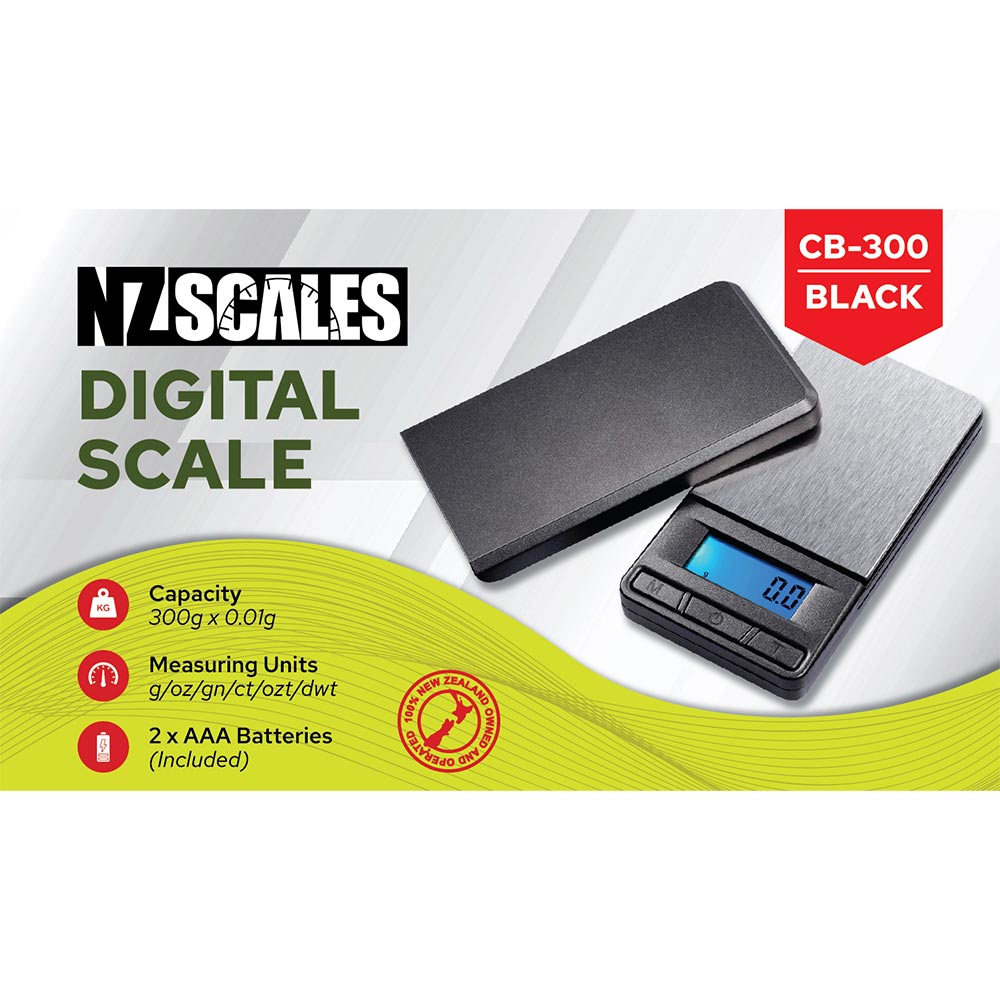 NZSCALES
DIGITAL
SCALE
CB-300
BLACK
KG
Capacity
300g x 0.01g
Measuring Units
g/oz/gn/ct/ozt/dwt
2 x AAA Batteries
(Included)
100% NEW ZEALAND OWNED AND OPERATED
g
0.0
M
T